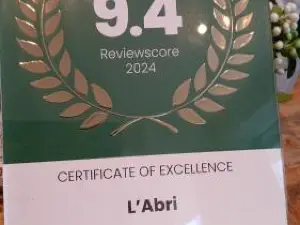 9.4
Reviewscore
2024
CERTIFICATE OF EXCELLENCE
L'Abri